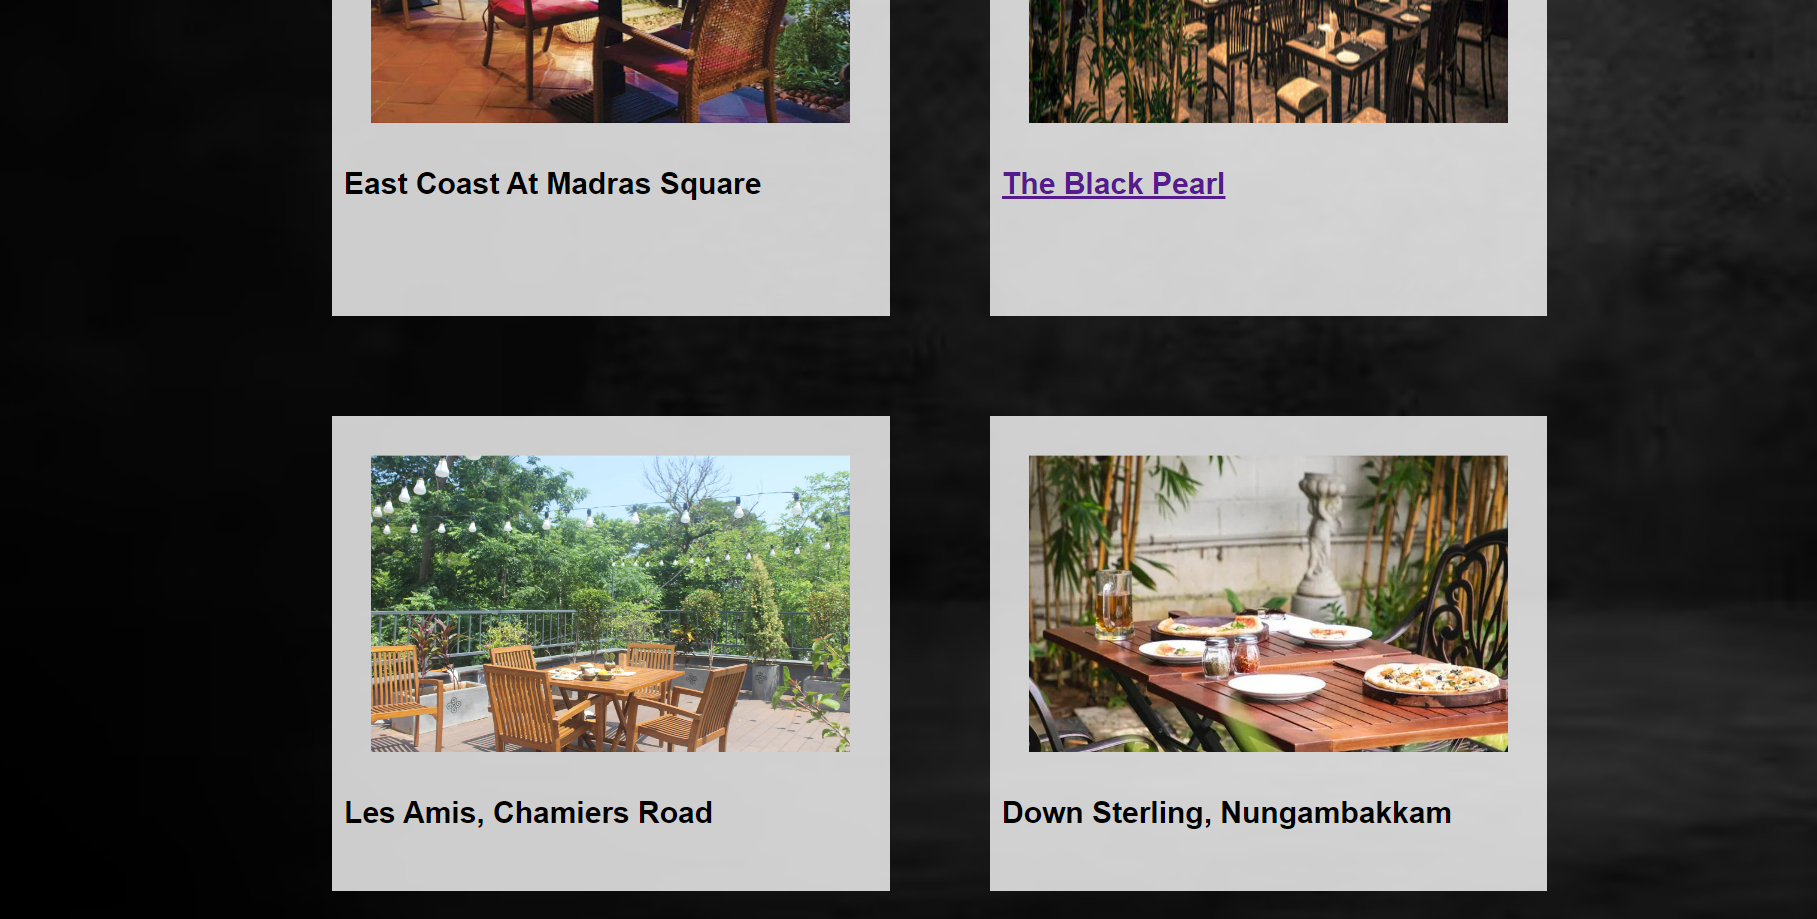 East Coast At Madras Square
The Black Pearl
Les Amis, Chamiers Road
Down Sterling, Nungambakkam